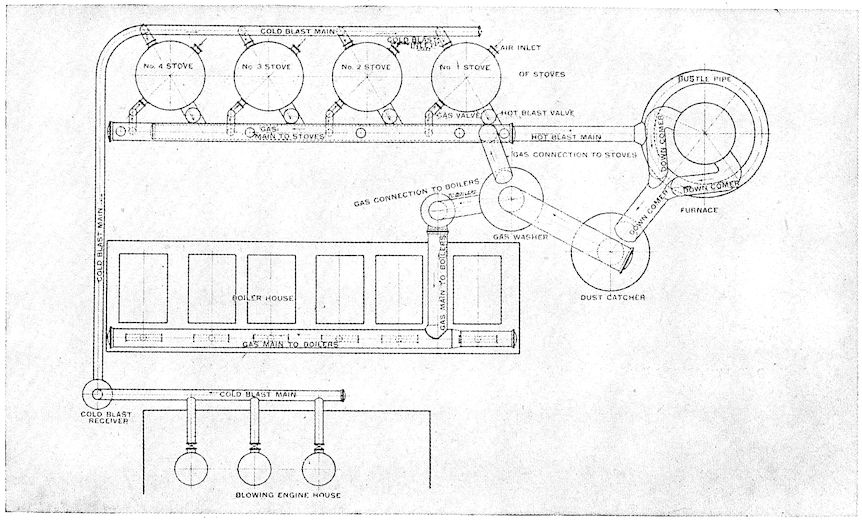 COLD BLAST MAIN
COLD BLAST
INLET
AIR INLET
No. 4 STOVE
No. 3 STOVE
No. 2 STOVE
No. 1 STOVE
OF STOVES
BUSTLE PIPE
GAS VALVE
HOT BLAST VALVE
GAS
MAIN TO STOVES
HOT BLAST MAIN
DOWN COMER
GAS CONNECTION TO STOVES
DOWN COMER
GAS CONNECTION TO BOILERS
DOWN COMER
FURNACE
COLD BLAST MAIN
GAS WASHER
GAS MAIN TO BOILERS
BOILER HOUSE
DUST CATCHER
GAS MAIN TO BOILERS
COLD BLAST MAIN
COLD BLAST
RECEIVER
BLOWING ENGINE HOUSE